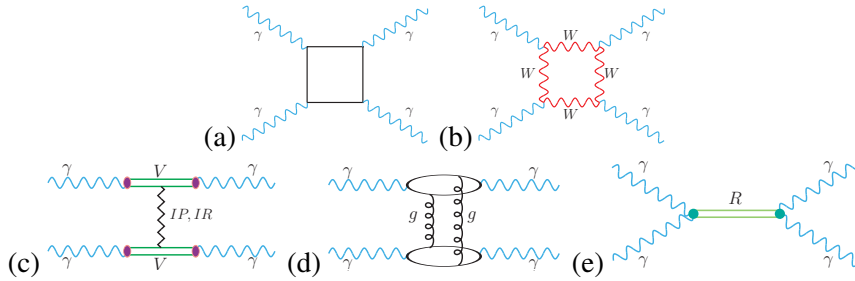 γ γ γ W γ
W W
γ γ γ W γ
(a) (b)
γ V γ γ γ γ R γ
IP, IR g g
(c) γ V γ (d) γ γ (e) γ γ